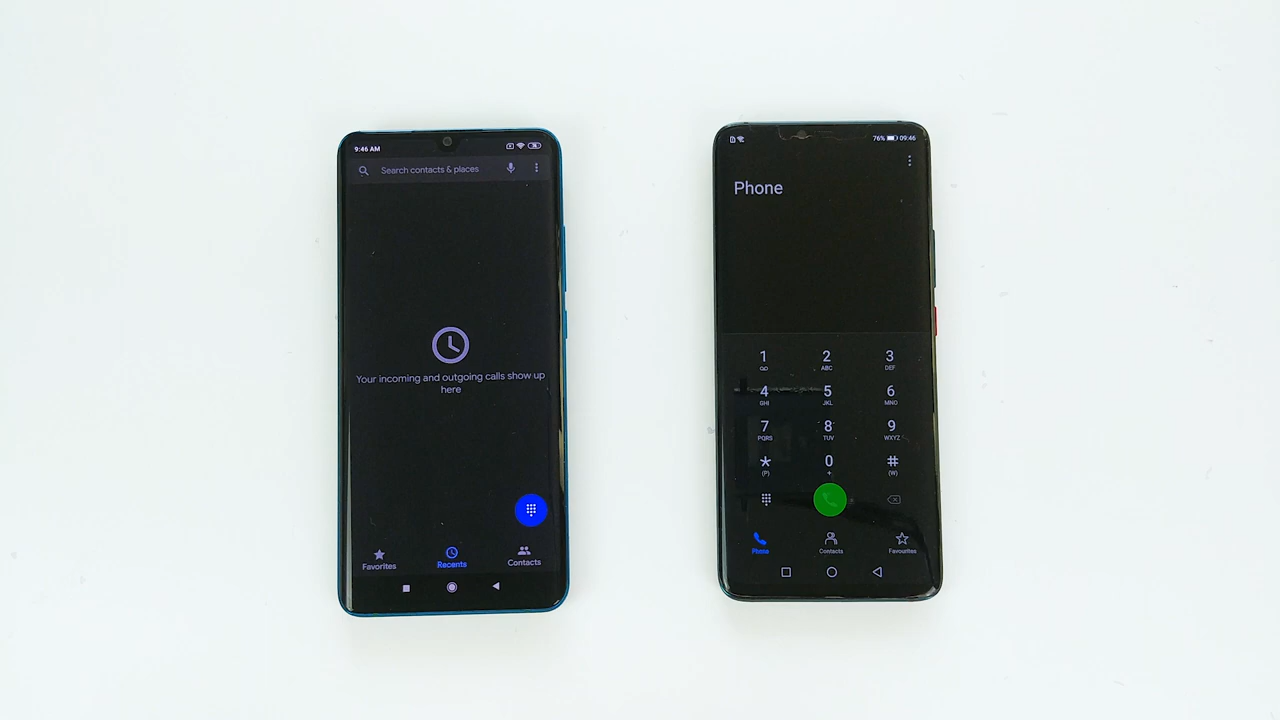 9:46 AM
Search contacts & places
Your incoming and outgoing calls show up
here
Favorites
Recents
Contacts
76% 09:46
Phone
1 2 3
ABC DEF
4 5 6
GHI JKL MNO
7 8 9
PQRS TUV WXYZ
* 0 #
(P) + (W)
Phone
Contacts
Favourites